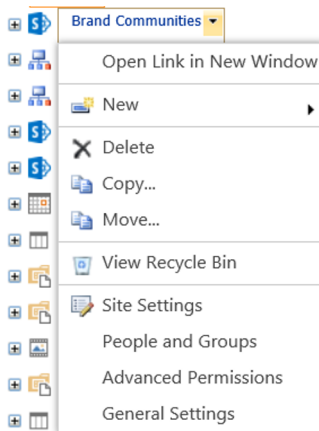 Brand Communities
Open Link in New Window
New
Delete
Copy...
Move...
View Recycle Bin
Site Settings
People and Groups
Advanced Permissions
General Settings